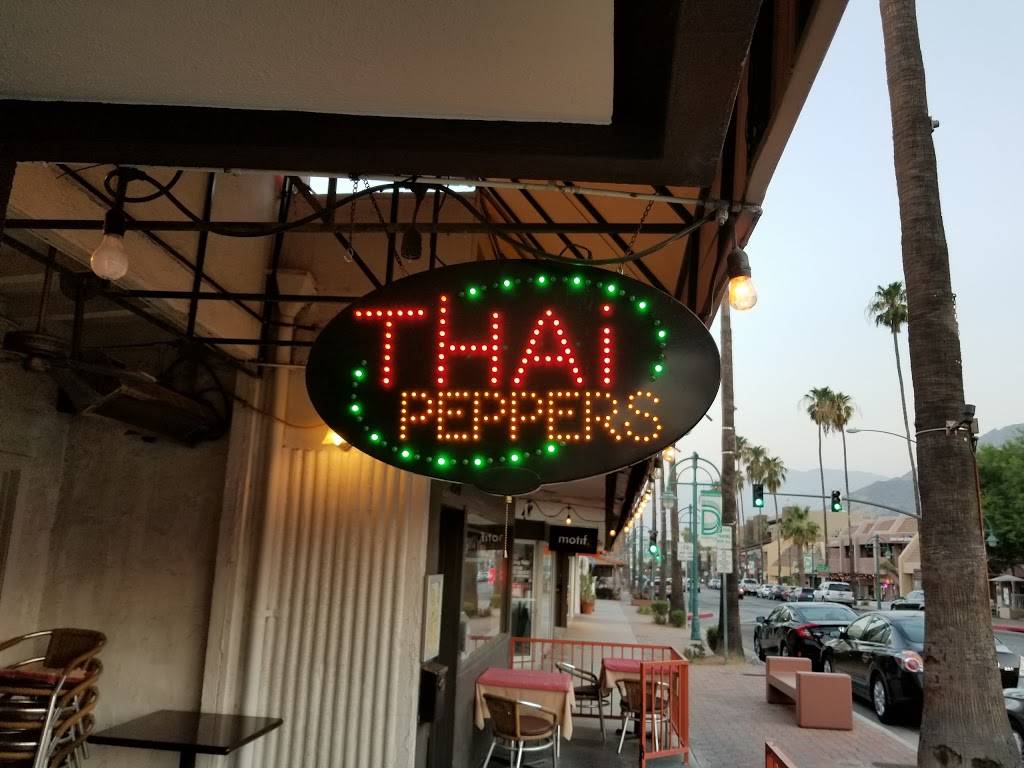 THAi
PEPPERS
motif.
D